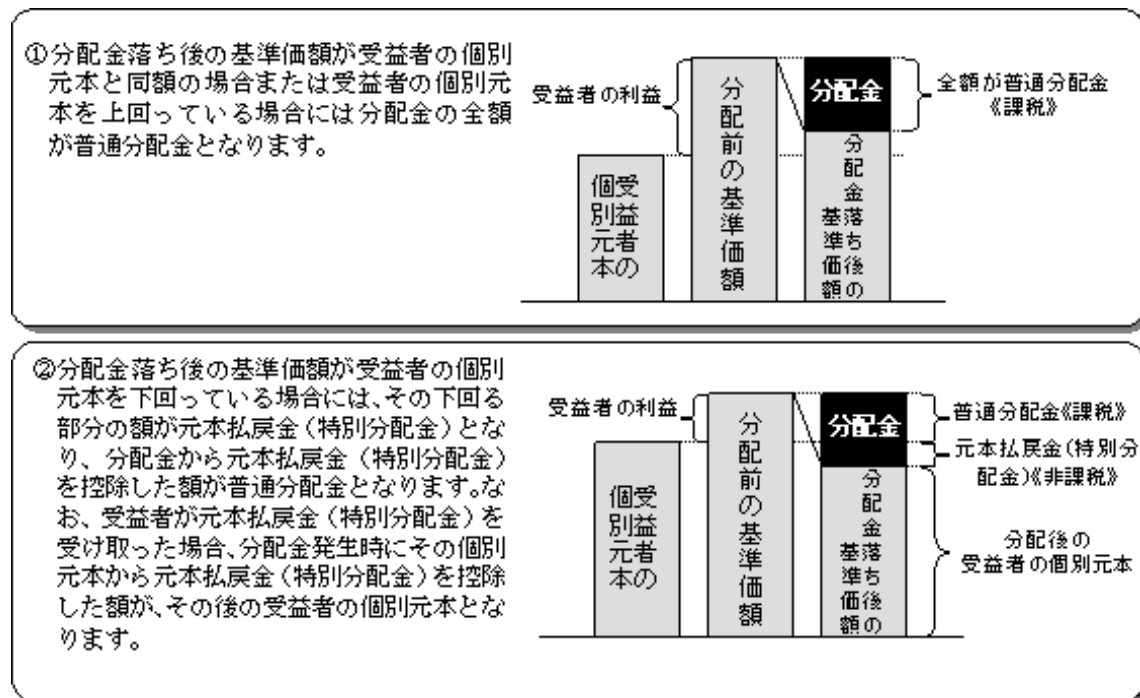 ①分配金落ち後の基準価額が受益者の個別
元本と同額の場合または受益者の個別元
本を上回っている場合には分配金の全額
が普通分配金となります。
受益者の利益
個別元本
受益者の
分配前の基準価額
分配金
分配金落ち後の
基準価額
全額が普通分配金
《課税》
②分配金落ち後の基準価額が受益者の個別
元本を下回っている場合には、その下回る
部分の額が元本払戻金（特別分配金）とな
り、分配金から元本払戻金（特別分配金）
を控除した額が普通分配金となります。な
お、受益者が元本払戻金（特別分配金）を
受け取った場合、分配金発生時にその個別
元本から元本払戻金（特別分配金）を控除
した額が、その後の受益者の個別元本とな
ります。
受益者の利益
受益者の
個別元本
分配前の基準価額
分配金
分配金落ち後の
基準価額
普通分配金《課税》
元本払戻金(特別分
配金)《非課税》
分配後の
受益者の個別元本